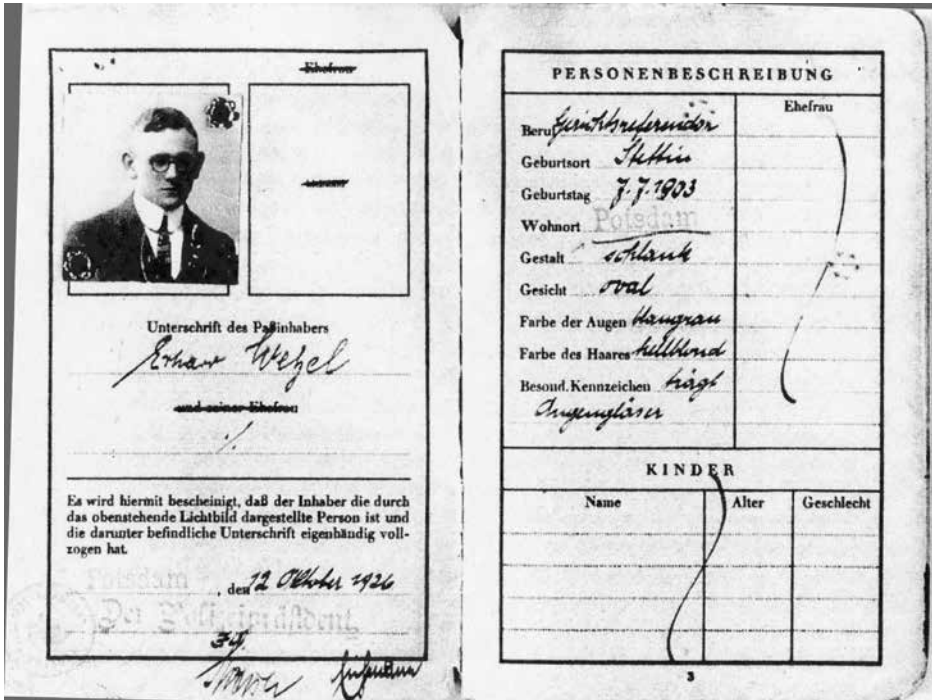 Ehefrau
Unterschrift des Paßinhabers
Erhard Wetzel
und seiner Ehefrau
Es wird hiermit bescheinigt, daß der Inhaber die durch
das obenstehende Lichtbild dargestellte Person ist und
die darunter befindliche Unterschrift eigenhändig voll-
zogen hat.
Potsdam
, den 12 Oktober 1926
Der Polizeipräsident
PERSONENBESCHREIBUNG
Ehefrau
Beruf Gerichtsreferendar
Geburtsort Stettin
Geburtstag 7.7.1903
Wohnort Potsdam
Gestalt schlank
Gesicht oval
Farbe der Augen blaugrau
Farbe des Haares hellblond
Besond. Kennzeichen trägt
Augengläser
KINDER
Name Alter Geschlecht
3